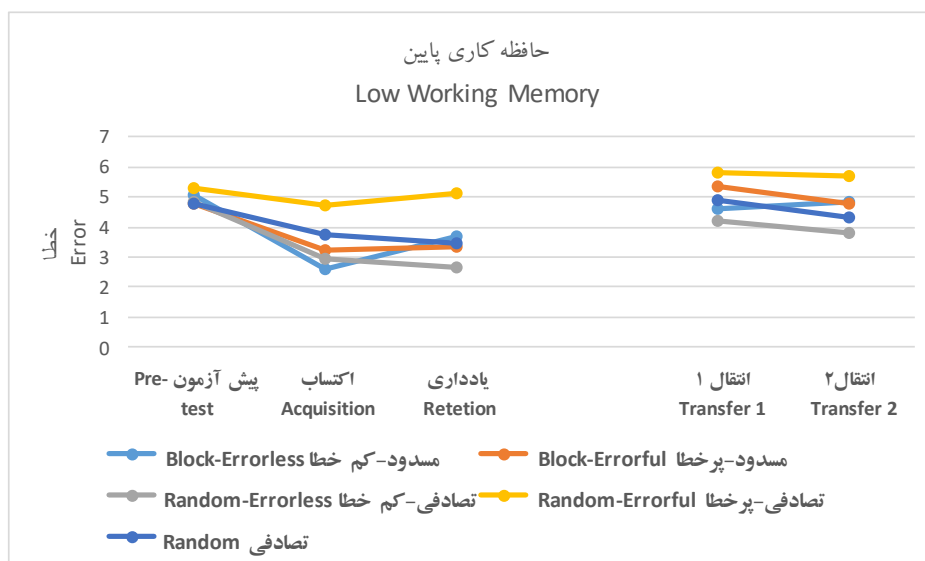 حافظه کاری پایین
Low Working Memory
7
6
5
4
3
2
1
0
خطا
Error
پیش آزمون Pre-
test
اکتساب
Acquisition
یادداری
Retetion
انتقال ۱
Transfer 1
انتقال۲
Transfer 2
Block-Errorless مسدود-کم خطا
Block-Errorful مسدود-پرخطا
Random-Errorless تصادفی-کم خطا
Random-Errorful تصادفی-پرخطا
Random تصادفی